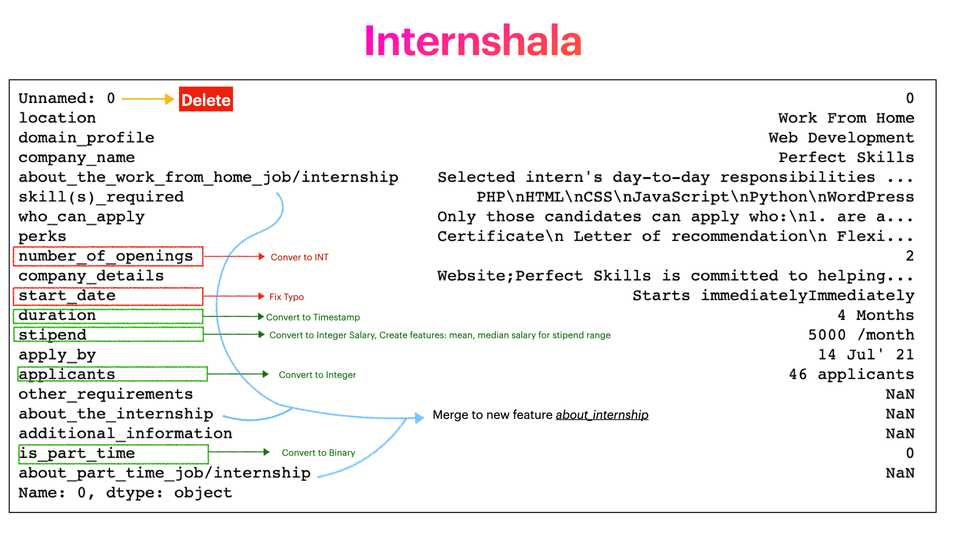 Internshala
Unnamed: 0 Delete 0
location Work From Home
domain_profile Web Development
company_name Perfect Skills
about_the_work_from_home_job/internship Selected intern's day-to-day responsibilities ...
skill(s)_required PHP\nHTML\nCSS\nJavaScript\nPython\nWordPress
who_can_apply Only those candidates can apply who:\n1. are a...
perks Certificate\n Letter of recommendation\n Flexi...
number_of_openings Conver to INT 2
company_details Website;Perfect Skills is committed to helping...
start_date Fix Typo Starts immediatelyImmediately
duration Convert to Timestamp 4 Months
stipend Convert to Integer Salary, Create features: mean, median salary for stipend range 5000 /month
apply_by 14 Jul' 21
applicants Convert to Integer 46 applicants
other_requirements NaN
about_the_internship Merge to new feature about_internship NaN
additional_information NaN
is_part_time Convert to Binary 0
about_part_time_job/internship NaN
Name: 0, dtype: object